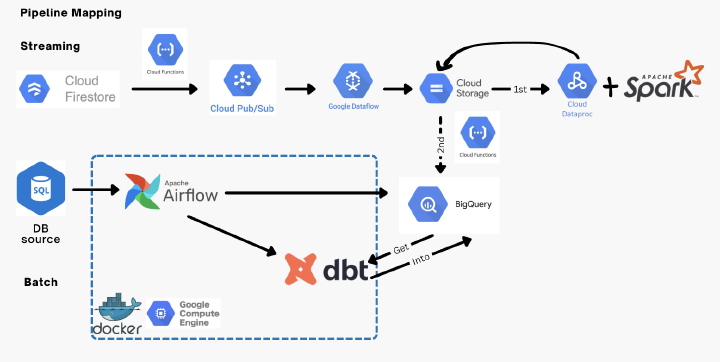 Pipeline Mapping
Streaming
Cloud Functions
Cloud
Firestore
Cloud Pub/Sub
Google Dataflow
Cloud
Storage
1st
Cloud
Dataproc
+
APACHE
Spark
2nd
Cloud Functions
SQL
DB
source
Apache
Airflow
BigQuery
Get
Into
dbt
Batch
docker
Google
Compute
Engine